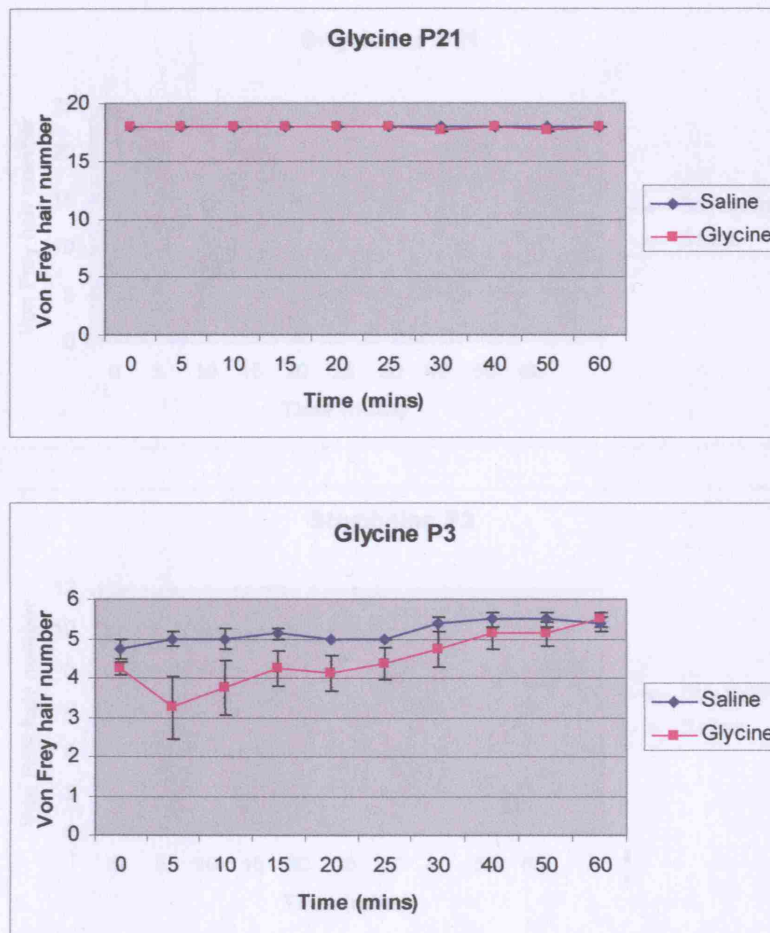 Glycine P21
Von Frey hair number
20
15
10
5
0
0 5 10 15 20 25 30 40 50 60
Time (mins)
Saline
Glycine
Glycine P3
Von Frey hair number
6
5
4
3
2
1
0
0 5 10 15 20 25 30 40 50 60
Time (mins)
Saline
Glycine